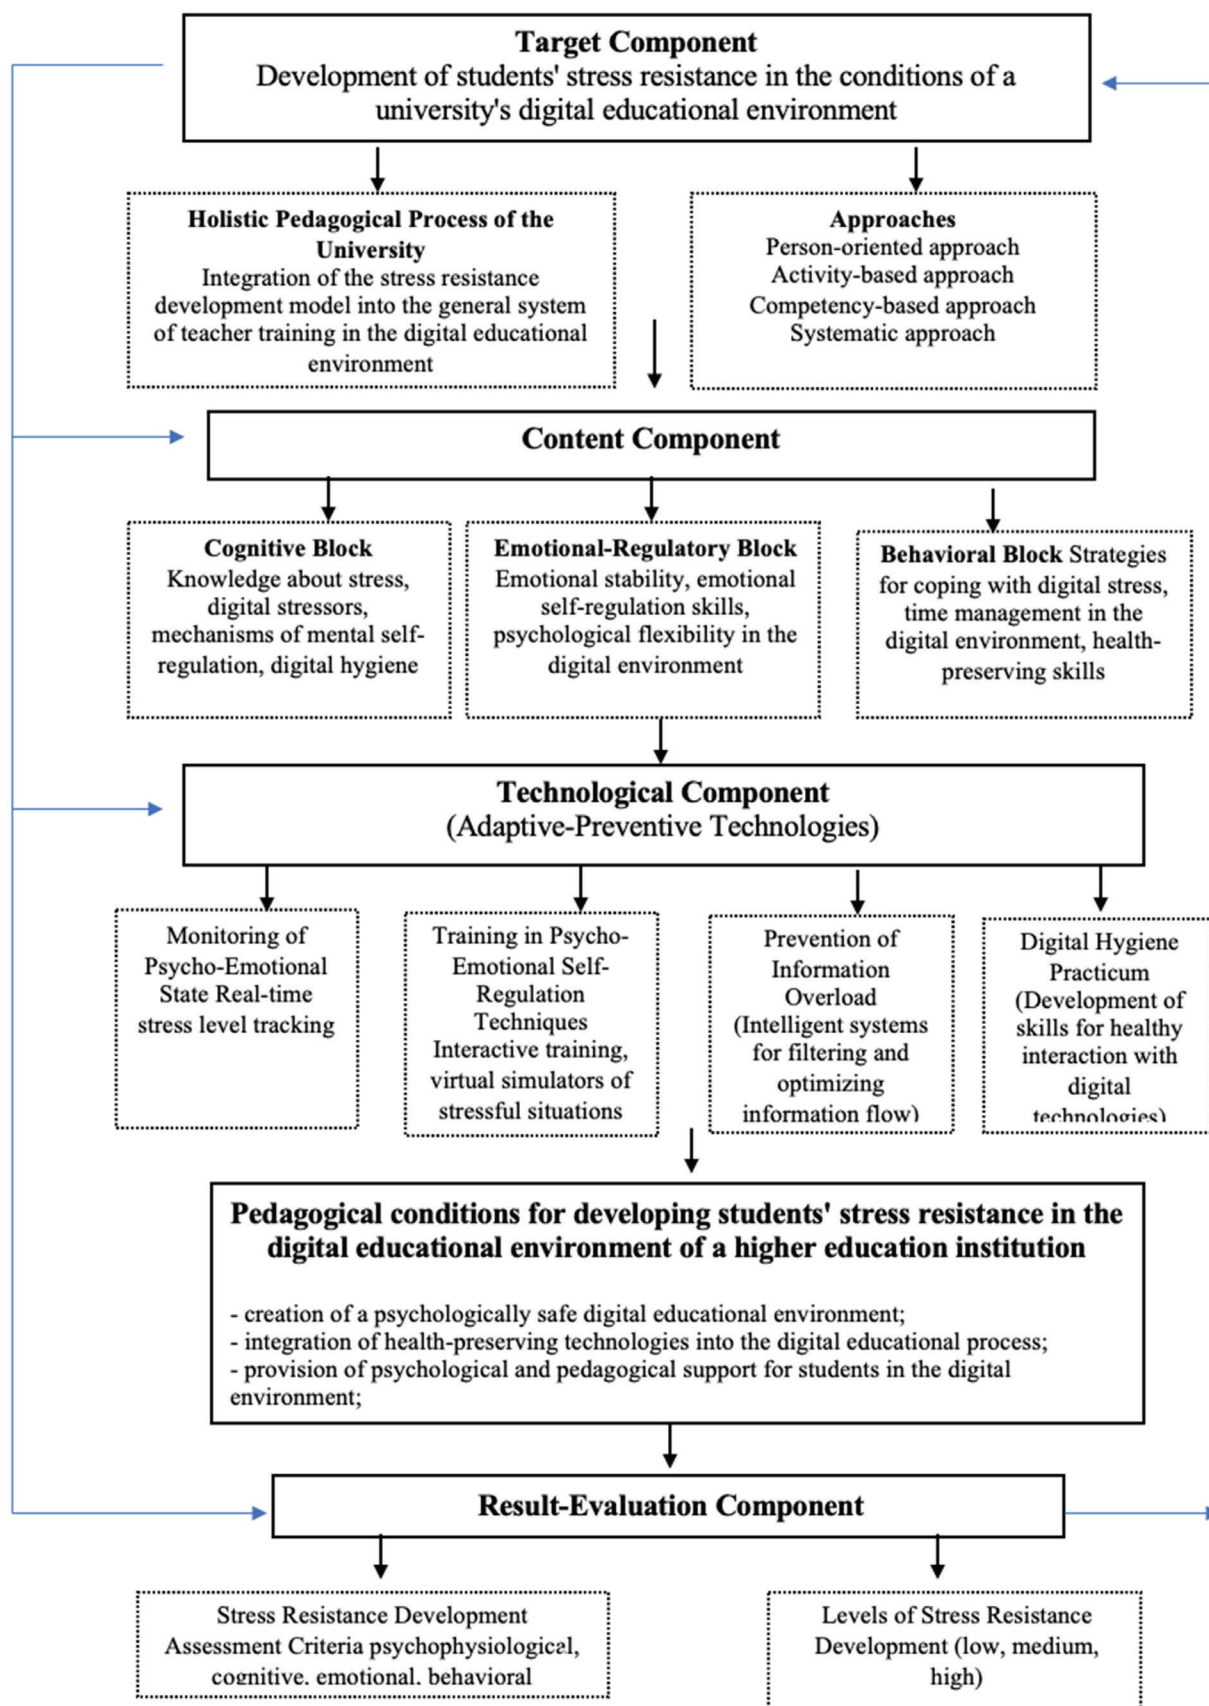 Target Component
Development of students' stress resistance in the conditions of a
university's digital educational environment
Holistic Pedagogical Process of the
University
Integration of the stress resistance
development model into the general system
of teacher training in the digital educational
environment
Approaches
Person-oriented approach
Activity-based approach
Competency-based approach
Systematic approach
Content Component
Cognitive Block
Knowledge about stress,
digital stressors,
mechanisms of mental self-
regulation, digital hygiene
Emotional-Regulatory Block
Emotional stability, emotional
self-regulation skills,
psychological flexibility in the
digital environment
Behavioral Block Strategies
for coping with digital stress,
time management in the
digital environment, health-
preserving skills
Technological Component
(Adaptive-Preventive Technologies)
Monitoring of
Psycho-Emotional
State Real-time
stress level tracking
Training in Psycho-
Emotional Self-
Regulation
Techniques
Interactive training,
virtual simulators of
stressful situations
Prevention of
Information
Overload
(Intelligent systems
for filtering and
optimizing
information flow)
Digital Hygiene
Practicum
(Development of
skills for healthy
interaction with
digital
technologies)
Pedagogical conditions for developing students' stress resistance in the
digital educational environment of a higher education institution
- creation of a psychologically safe digital educational environment;
- integration of health-preserving technologies into the digital educational process;
- provision of psychological and pedagogical support for students in the digital
environment;
Result-Evaluation Component
Stress Resistance Development
Assessment Criteria psychophysiological,
cognitive, emotional, behavioral
Levels of Stress Resistance
Development (low, medium,
high)